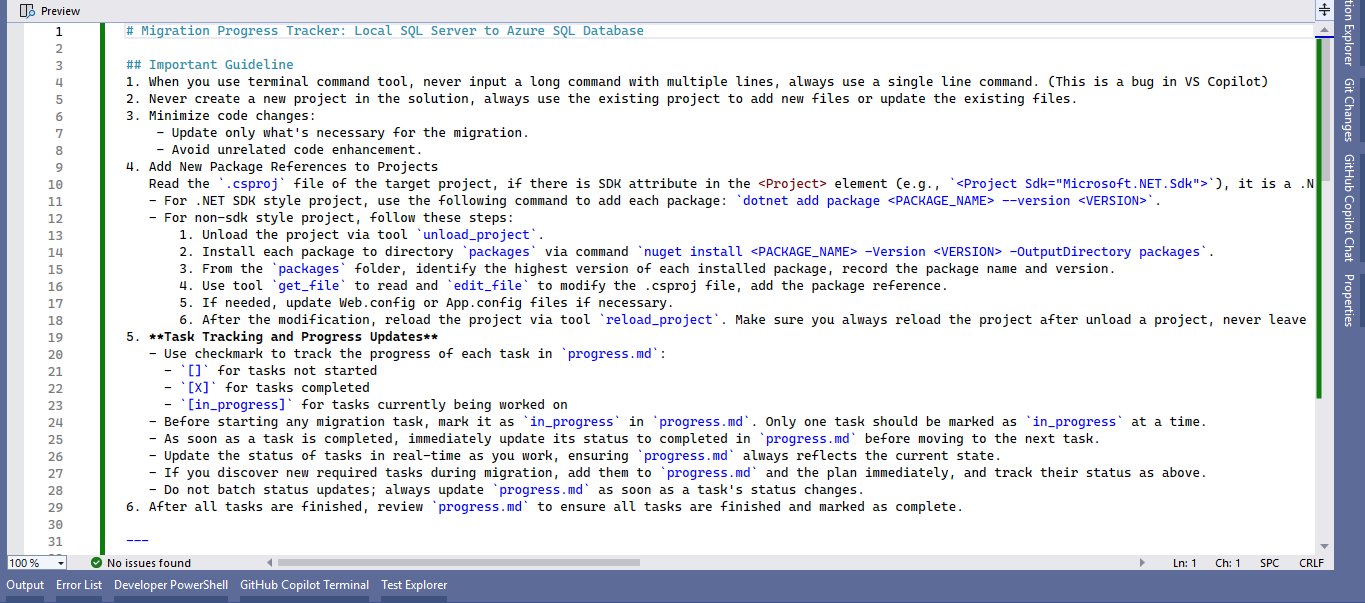 Preview
1 # Migration Progress Tracker: Local SQL Server to Azure SQL Database
2
3 ## Important Guideline
4 1. When you use terminal command tool, never input a long command with multiple lines, always use a single line command. (This is a bug in VS Copilot)
5 2. Never create a new project in the solution, always use the existing project to add new files or update the existing files.
6 3. Minimize code changes:
7 - Update only what's necessary for the migration.
8 - Avoid unrelated code enhancement.
9 4. Add New Package References to Projects
10 Read the `.csproj` file of the target project, if there is SDK attribute in the <Project> element (e.g., `<Project Sdk="Microsoft.NET.Sdk">`), it is a .N
11 - For .NET SDK style project, use the following command to add each package: `dotnet add package <PACKAGE_NAME> --version <VERSION>`.
12 - For non-sdk style project, follow these steps:
13 1. Unload the project via tool `unload_project`.
14 2. Install each package to directory `packages` via command `nuget install <PACKAGE_NAME> -Version <VERSION> -OutputDirectory packages`.
15 3. From the `packages` folder, identify the highest version of each installed package, record the package name and version.
16 4. Use tool `get_file` to read and `edit_file` to modify the .csproj file, add the package reference.
17 5. If needed, update Web.config or App.config files if necessary.
18 6. After the modification, reload the project via tool `reload_project`. Make sure you always reload the project after unload a project, never leave
19 5. **Task Tracking and Progress Updates**
20 - Use checkmark to track the progress of each task in `progress.md`:
21 - `[]` for tasks not started
22 - `[X]` for tasks completed
23 - `[in_progress]` for tasks currently being worked on
24 - Before starting any migration task, mark it as `in_progress` in `progress.md`. Only one task should be marked as `in_progress` at a time.
25 - As soon as a task is completed, immediately update its status to completed in `progress.md` before moving to the next task.
26 - Update the status of tasks in real-time as you work, ensuring `progress.md` always reflects the current state.
27 - If you discover new required tasks during migration, add them to `progress.md` and the plan immediately, and track their status as above.
28 - Do not batch status updates; always update `progress.md` as soon as a task's status changes.
29 6. After all tasks are finished, review `progress.md` to ensure all tasks are finished and marked as complete.
30
31 ---
100 % No issues found Ln: 1 Ch: 1 SPC CRLF
Output Error List Developer PowerShell GitHub Copilot Terminal Test Explorer
tion Explorer
Git Changes
GitHub Copilot Chat
Properties